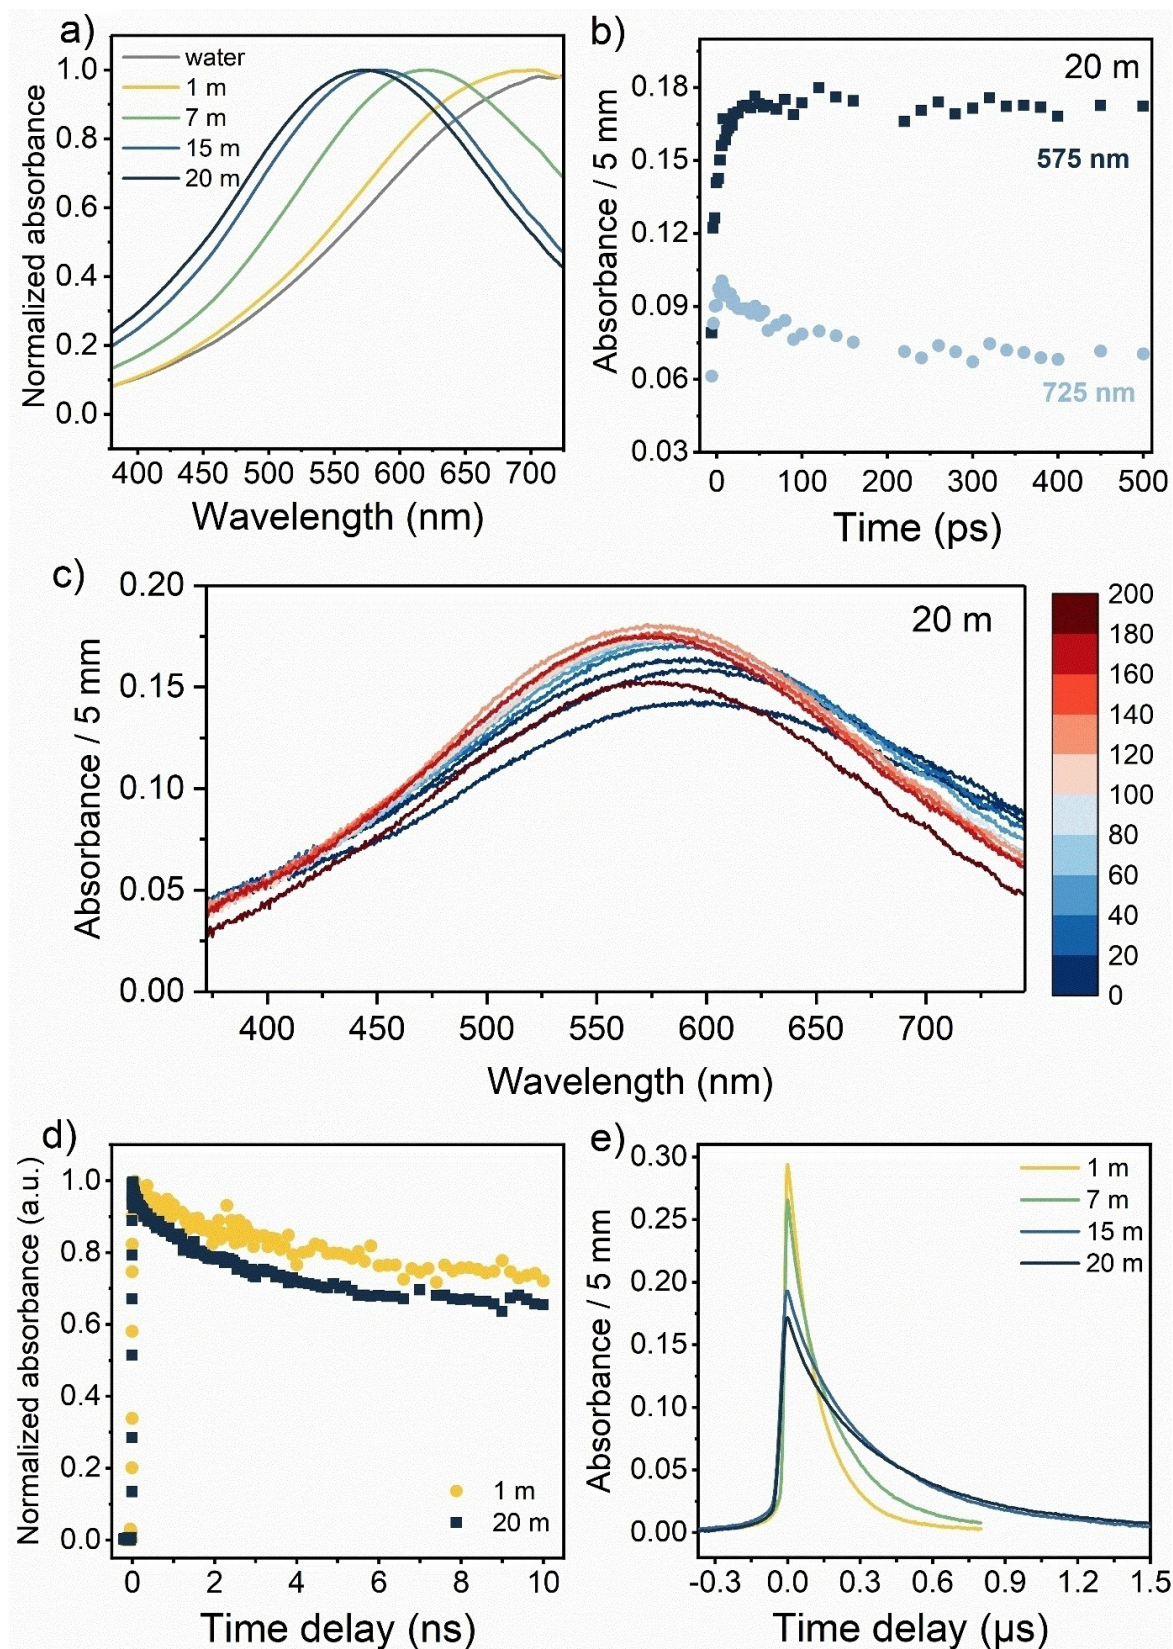 a)
water
1 m
7 m
15 m
20 m
1.0
0.8
0.6
0.4
0.2
0.0
Normalized absorbance
400 450 500 550 600 650 700
Wavelength (nm)
b)
20 m
575 nm
725 nm
0.18
0.15
0.12
0.09
0.06
0.03
Absorbance / 5 mm
0 100 200 300 400 500
Time (ps)
c)
20 m
0.20
0.15
0.10
0.05
0.00
Absorbance / 5 mm
400 450 500 550 600 650 700
Wavelength (nm)
200
180
160
140
120
100
80
60
40
20
0
d)
1.0
0.8
0.6
0.4
0.2
0.0
Normalized absorbance (a.u.)
1 m
20 m
0 2 4 6 8 10
Time delay (ns)
e)
1 m
7 m
15 m
20 m
0.30
0.25
0.20
0.15
0.10
0.05
0.00
Absorbance / 5 mm
-0.3 0.0 0.3 0.6 0.9 1.2 1.5
Time delay (µs)